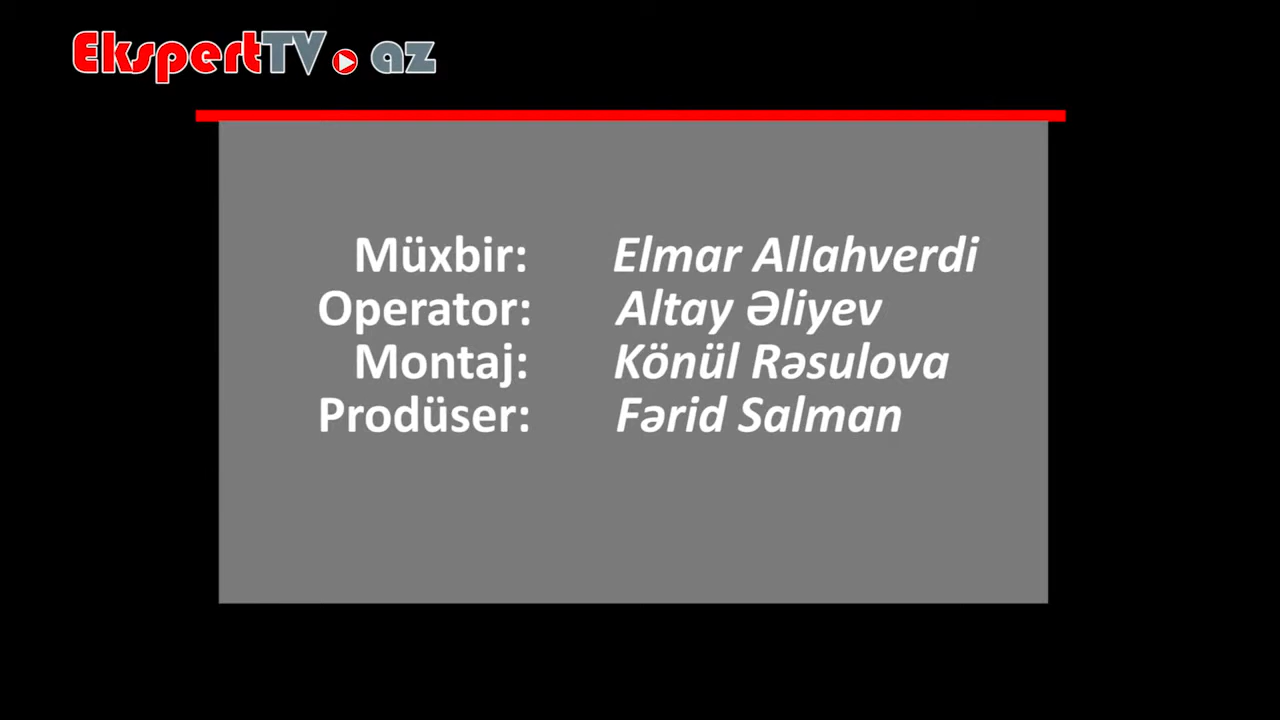 EkspertTV.az
Müxbir: Elmar Allahverdi
Operator: Altay Əliyev
Montaj: Könül Rəsulova
Prodüser: Fərid Salman